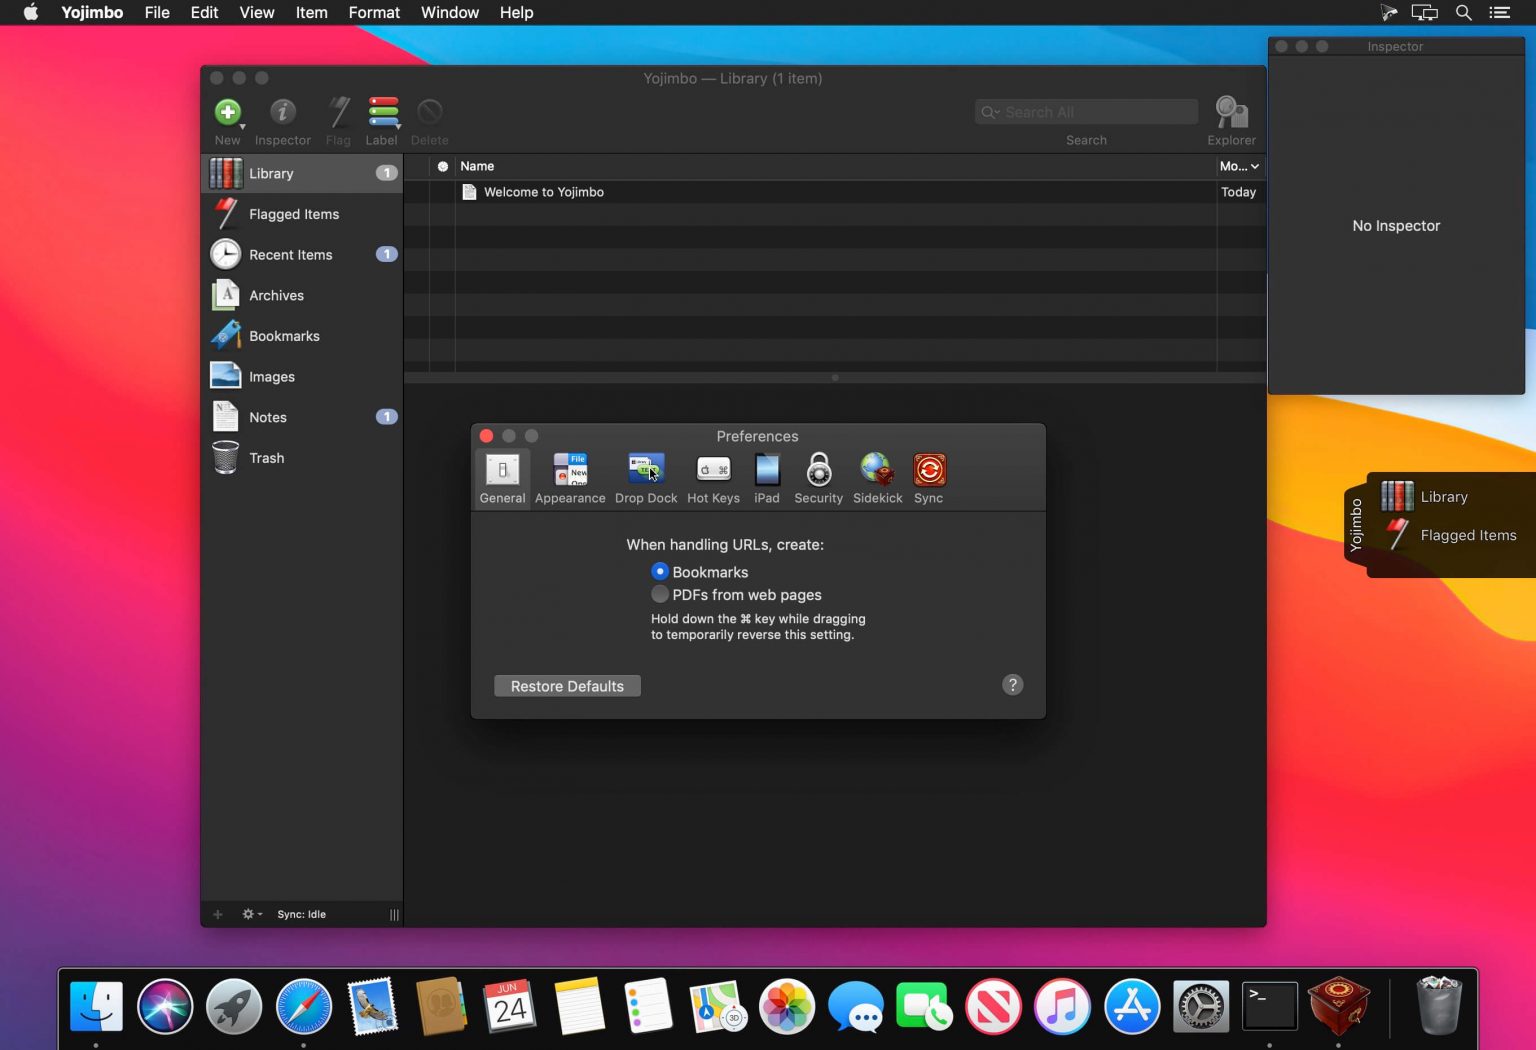 Yojimbo File Edit View Item Format Window Help
Inspector
Yojimbo — Library (1 item)
Search All
New Inspector Flag Label Delete Search Explorer
Library 1
Name Mo...
Welcome to Yojimbo Today
Flagged Items
Recent Items 1
Archives
Bookmarks
Images
Notes 1
Trash
No Inspector
Preferences
File
New
General Appearance Drop Dock Hot Keys iPad Security Sidekick Sync
When handling URLs, create:
Bookmarks
PDFs from web pages
Hold down the ⌘ key while dragging
to temporarily reverse this setting.
Restore Defaults ?
Yojimbo
Library
Flagged Items
Sync: Idle
JUN
24
3D
>_